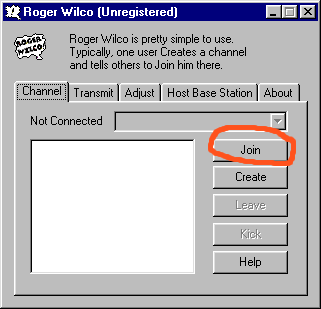 Roger Wilco (Unregistered)
ROGER WILCO!
Roger Wilco is pretty simple to use.
Typically, one user Creates a channel
and tells others to Join him there.
Channel Transmit Adjust Host Base Station About
Not Connected
Join
Create
Leave
Kick
Help